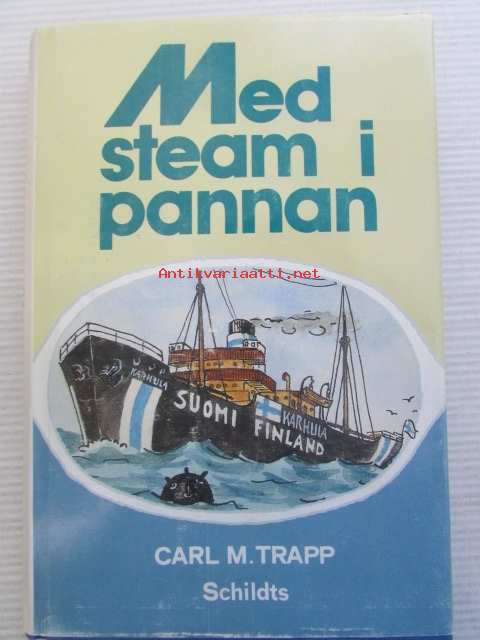 Med
steam i
pannan
Antikvariaatti.net
KARHULA
SUOMI
FINLAND
KARHULA
CARL M. TRAPP
Schildts